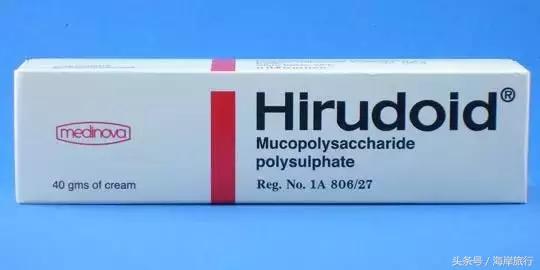 medinova
40 gms of cream
Hirudoid®
Mucopolysaccharide
polysulphate
Reg. No. 1A 806/27
头条号 / 海岸旅行